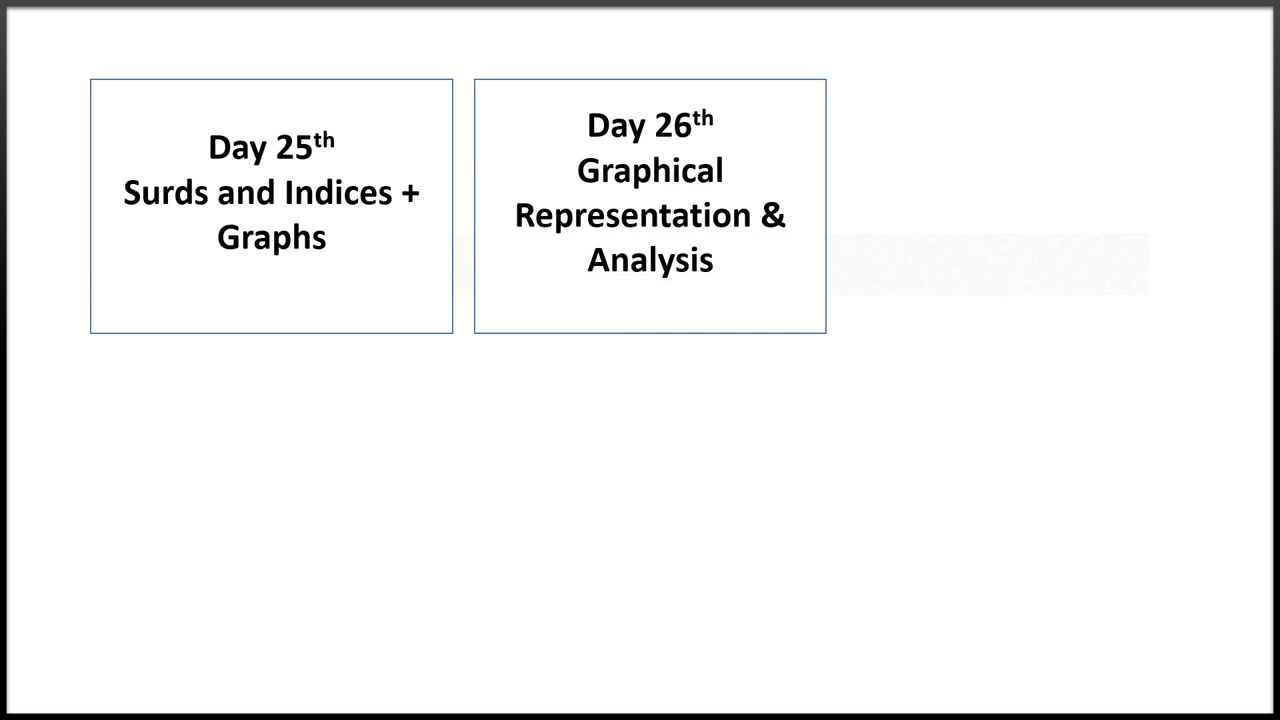 Day 25th
Surds and Indices +
Graphs
Day 26th
Graphical
Representation &
Analysis